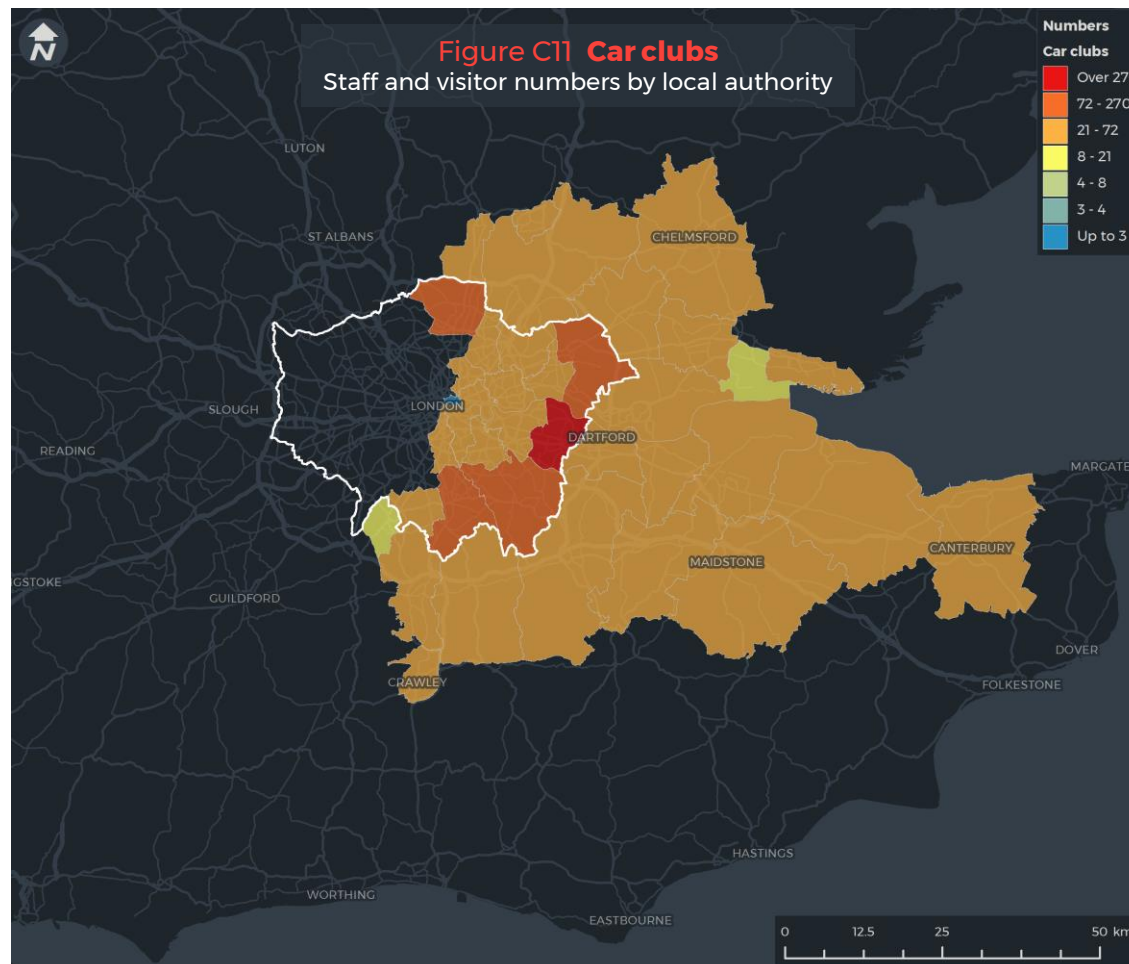 N
Figure C11 Car clubs
Staff and visitor numbers by local authority
Numbers
Car clubs
Over 27
72 - 270
21 - 72
8 - 21
4 - 8
3 - 4
Up to 3
LUTON
ST ALBANS
CHELMSFORD
SLOUGH
LONDON
DARTFORD
READING
MARGATE
CANTERBURY
MAIDSTONE
GSTOKE
GUILDFORD
DOVER
CRAWLEY
FOLKESTONE
HASTINGS
WORTHING
EASTBOURNE
0 12.5 25 50 km